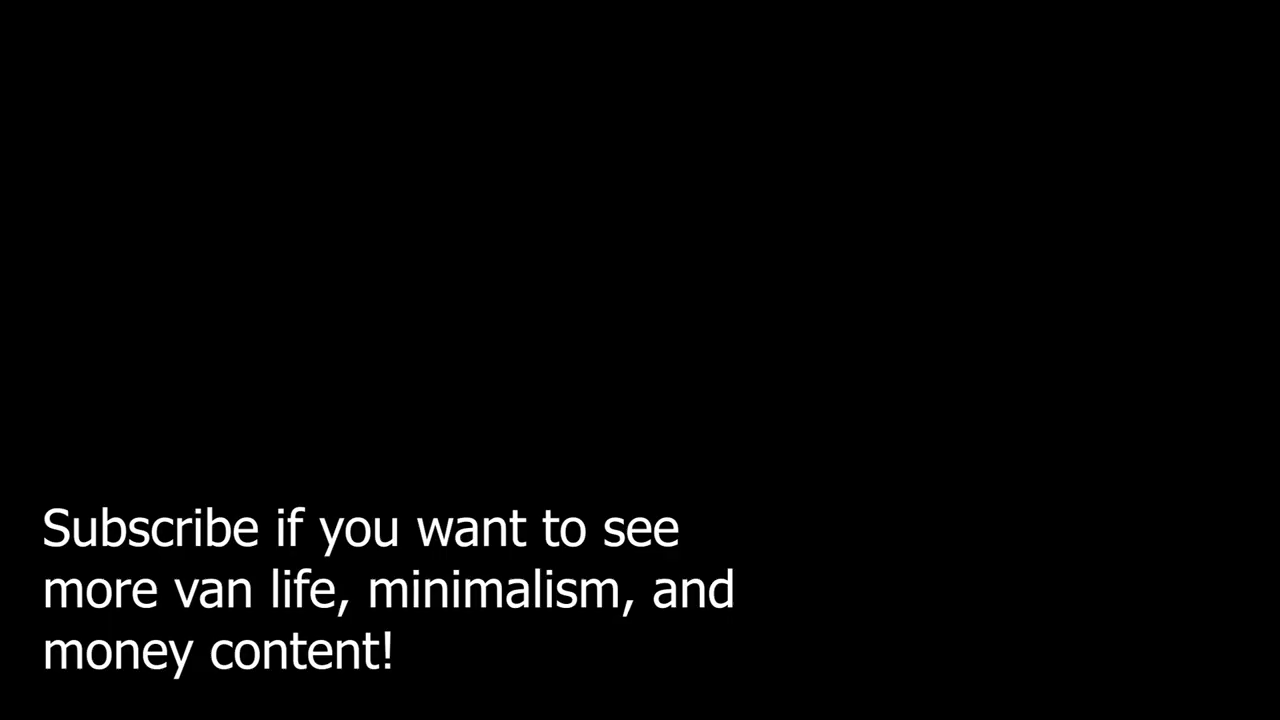 Subscribe if you want to see
more van life, minimalism, and
money content!